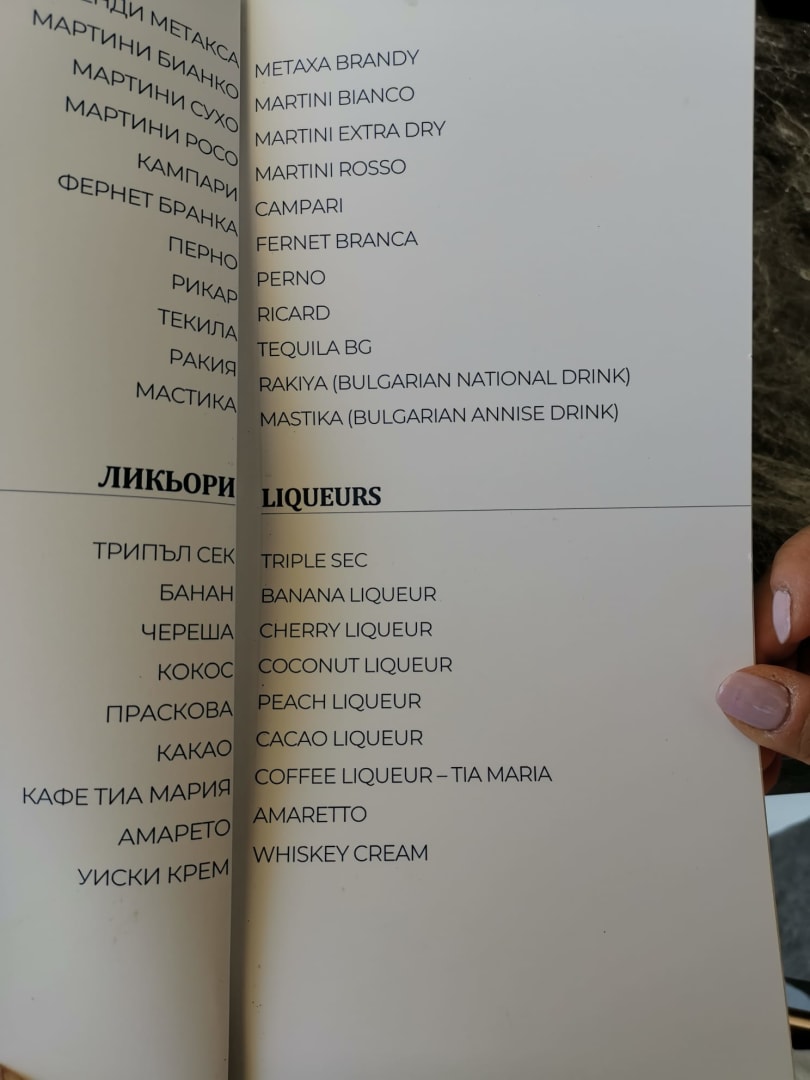 МЕТАКСА
МАРТИНИ БИАНКО
МАРТИНИ СУХО
МАРТИНИ РОСО
КАМПАРИ
ФЕРНЕТ БРАНКА
ПЕРНО
РИКАР
ТЕКИЛА
РАКИЯ
МАСТИКА
ЛИКЬОРИ
ТРИПЪЛ СЕК
БАНАН
ЧЕРЕША
КОКОС
ПРАСКОВА
КАКАО
КАФЕ ТИА МАРИЯ
АМАРЕТО
УИСКИ КРЕМ
METAXA BRANDY
MARTINI BIANCO
MARTINI EXTRA DRY
MARTINI ROSSO
CAMPARI
FERNET BRANCA
PERNO
RICARD
TEQUILA BG
RAKIYA (BULGARIAN NATIONAL DRINK)
MASTIKA (BULGARIAN ANNISE DRINK)
LIQUEURS
TRIPLE SEC
BANANA LIQUEUR
CHERRY LIQUEUR
COCONUT LIQUEUR
PEACH LIQUEUR
CACAO LIQUEUR
COFFEE LIQUEUR – TIA MARIA
AMARETTO
WHISKEY CREAM